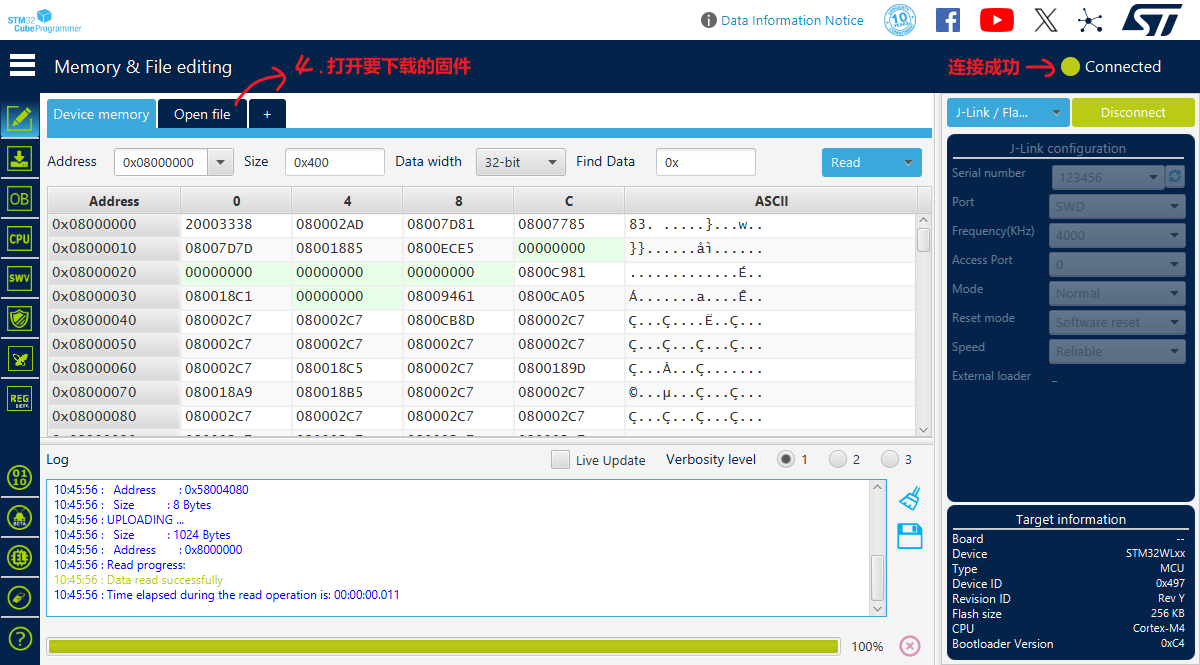 STM32
CubeProgrammer
Data Information Notice
10
YEARS
ST
Memory & File editing
4.打开要下载的固件
连接成功
Connected
Device memory
Open file
+
J-Link / Fla...
Disconnect
Address
0x08000000
Size
0x400
Data width
32-bit
Find Data
0x
Read
Address 0 4 8 C ASCII
0x08000000 20003338 080002AD 08007D81 08007785 83. .....}...w..
0x08000010 08007D7D 08001885 0800ECE5 00000000 }}......åì......
0x08000020 00000000 00000000 00000000 0800C981 ............É..
0x08000030 080018C1 00000000 08009461 0800CA05 Á.......a....Ê..
0x08000040 080002C7 080002C7 0800CB8D 080002C7 Ç...Ç....Ë..Ç...
0x08000050 080002C7 080002C7 080002C7 080002C7 Ç...Ç...Ç...Ç...
0x08000060 080002C7 080018C5 080002C7 0800189D Ç...Å...Ç.......
0x08000070 080018A9 080018B5 080002C7 080002C7 ©...µ...Ç...Ç...
0x08000080 080002C7 080002C7 080002C7 080002C7 Ç...Ç...Ç...Ç...
OB
CPU
SWV
REG
BETA
01
10
BETA
?
J-Link configuration
Serial number 123456
Port SWD
Frequency(KHz) 4000
Access Port 0
Mode Normal
Reset mode Software reset
Speed Reliable
External loader _
Log
Live Update
Verbosity level
1
2
3
10:45:56 : Address : 0x58004080
10:45:56 : Size : 8 Bytes
10:45:56 : UPLOADING ...
10:45:56 : Size : 1024 Bytes
10:45:56 : Address : 0x8000000
10:45:56 : Read progress:
10:45:56 : Data read successfully
10:45:56 : Time elapsed during the read operation is: 00:00:00.011
100%
Target information
Board --
Device STM32WLxx
Type MCU
Device ID 0x497
Revision ID Rev Y
Flash size 256 KB
CPU Cortex-M4
Bootloader Version 0xC4